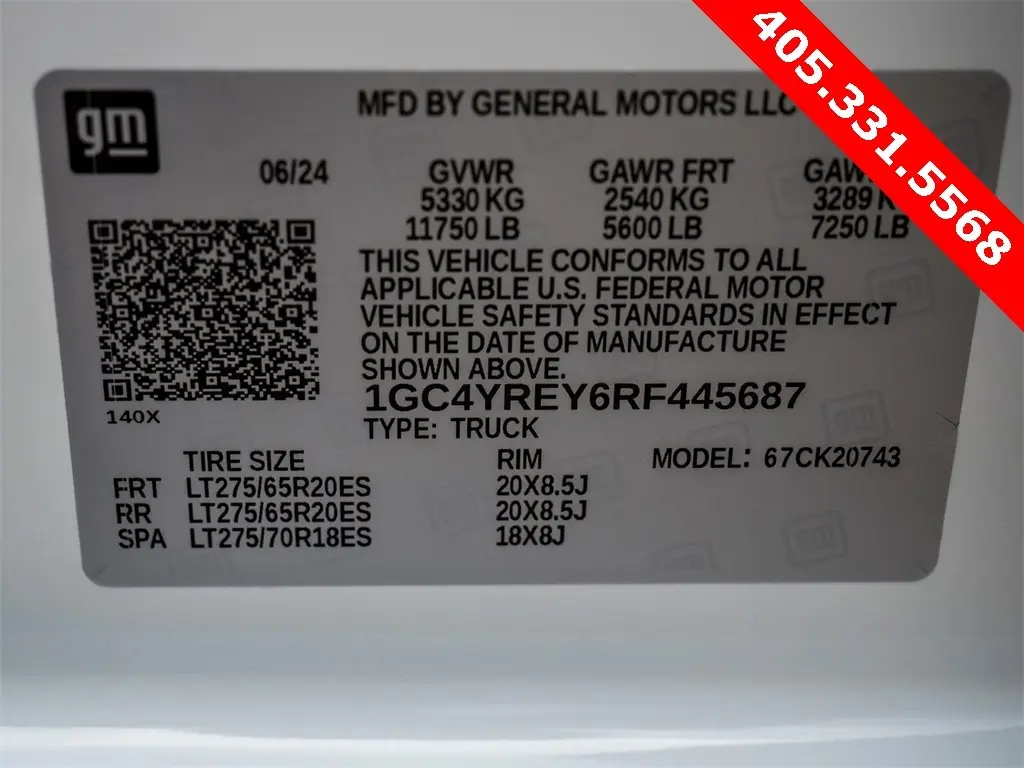 405.331.5568
gm
MFD BY GENERAL MOTORS LLC
06/24 GVWR GAWR FRT
5330 KG 2540 KG 3289
11750 LB 5600 LB 7250 LB
THIS VEHICLE CONFORMS TO ALL
APPLICABLE U.S. FEDERAL MOTOR
VEHICLE SAFETY STANDARDS IN EFFECT
ON THE DATE OF MANUFACTURE
SHOWN ABOVE.
1GC4YREY6RF445687
140X
TYPE: TRUCK
TIRE SIZE RIM MODEL: 67CK20743
FRT LT275/65R20ES 20X8.5J
RR LT275/65R20ES 20X8.5J
SPA LT275/70R18ES 18X8J